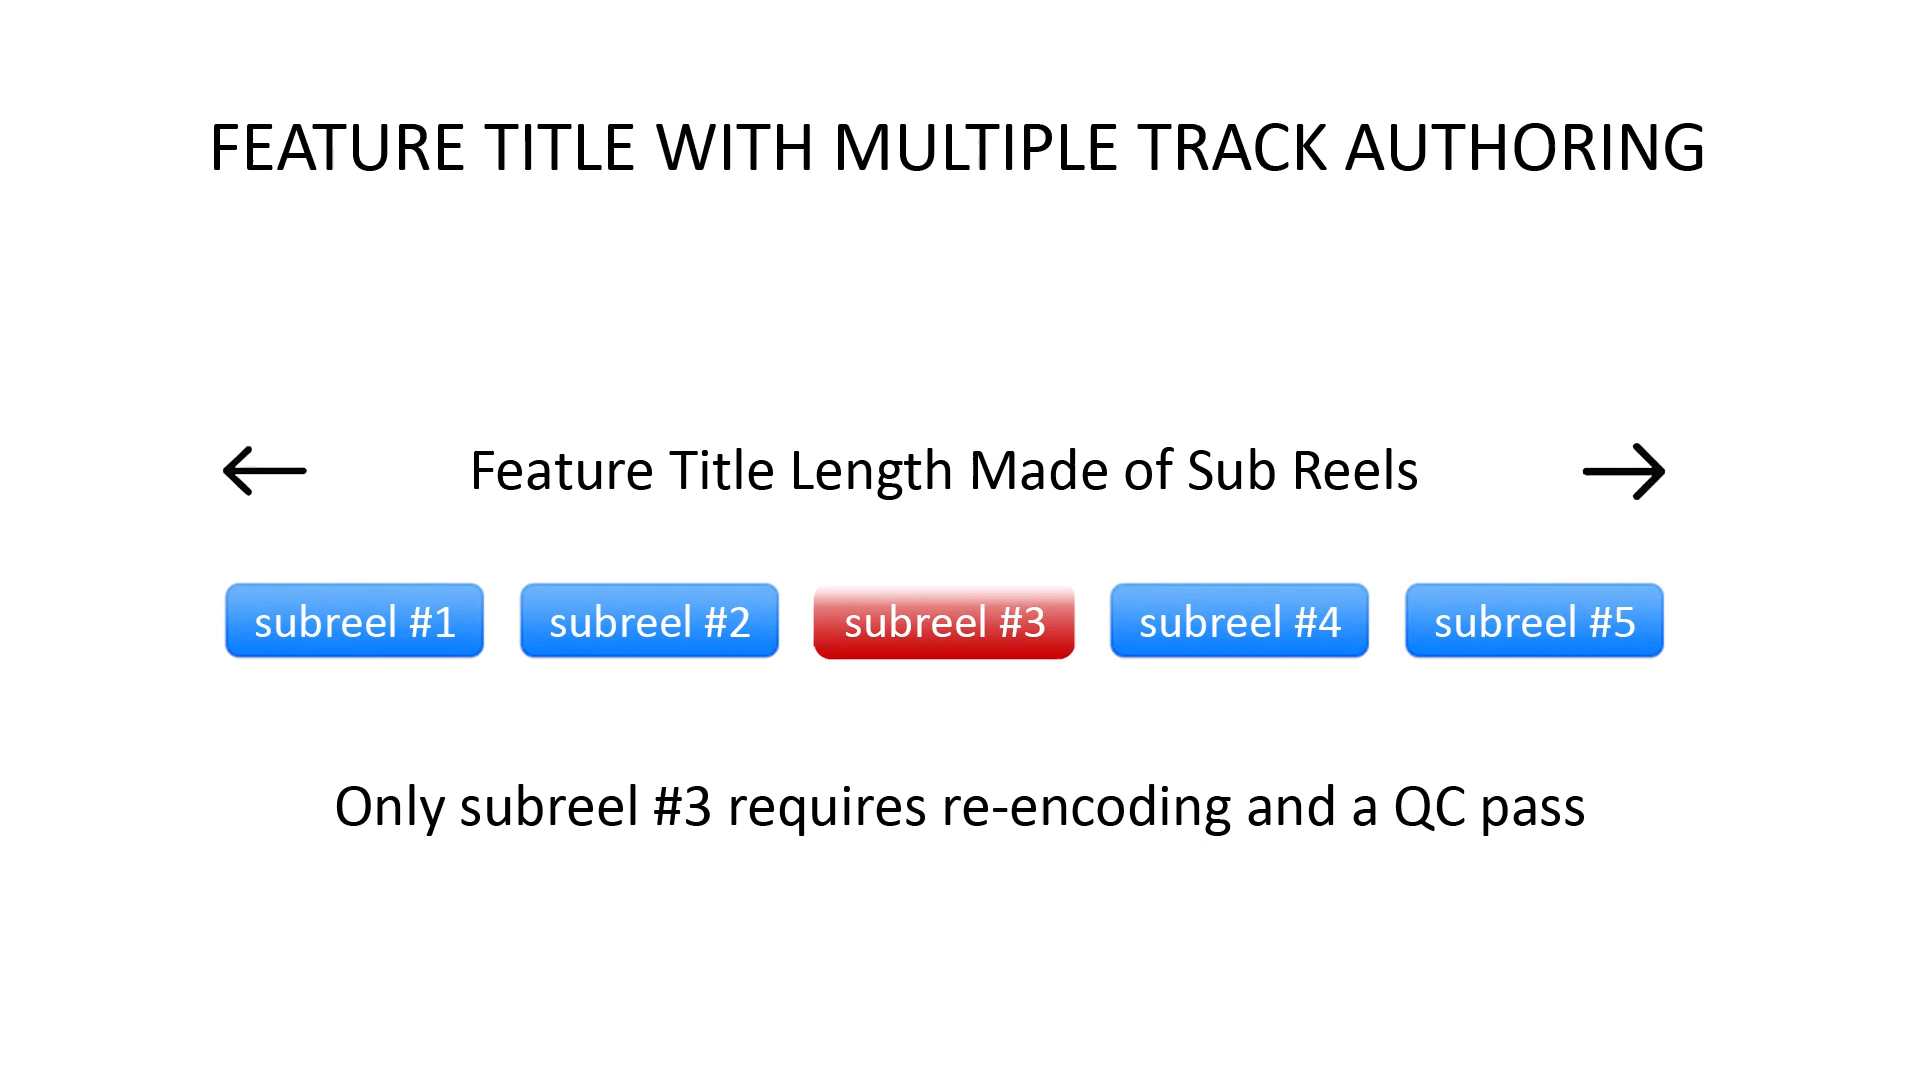 FEATURE TITLE WITH MULTIPLE TRACK AUTHORING
Feature Title Length Made of Sub Reels
subreel #1 subreel #2 subreel #3 subreel #4 subreel #5
Only subreel #3 requires re-encoding and a QC pass